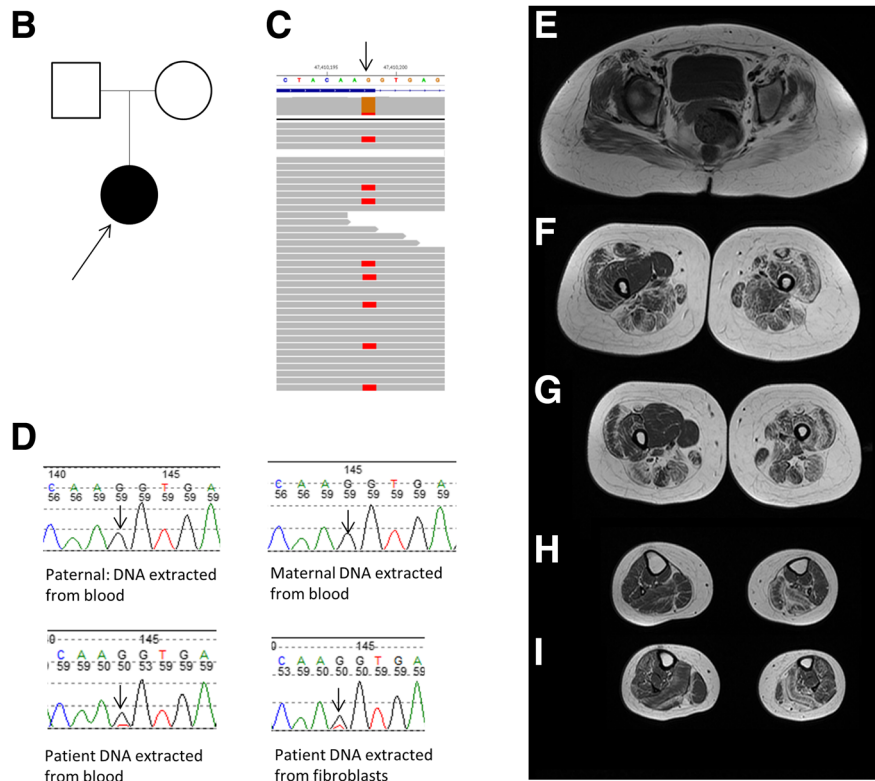 B
C
47,410,195 47,410,200
C T A C A A G G T G A G
D
140 145
C A A G G T G A
56 56 59 59 59 59 59 59
Paternal: DNA extracted
from blood
145
C A A G G T G A
56 56 59 59 59 59 59 59
Maternal DNA extracted
from blood
145
C A A G G T G A
59 59 50 50 53 59 59 59
Patient DNA extracted
from blood
145
C A A G G T G A
53 59 50 50 50 59 59 59
Patient DNA extracted
from fibroblasts
E
F
G
H
I